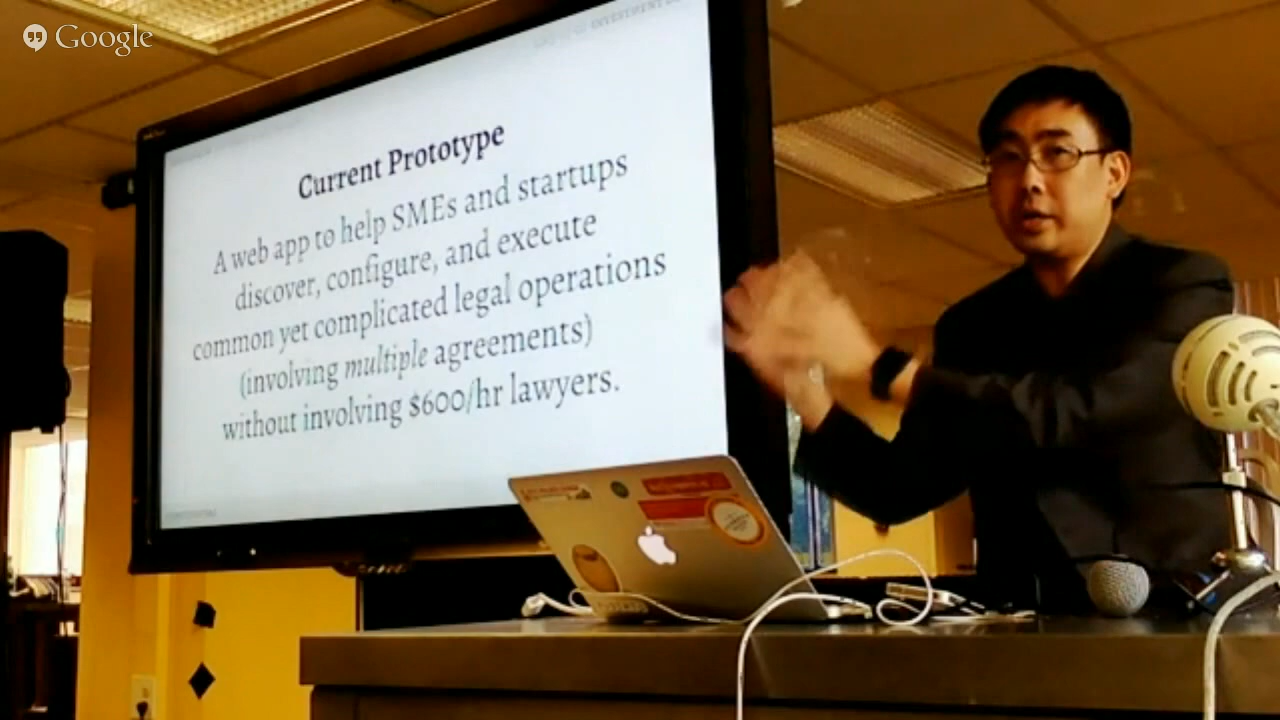 Google
Current Prototype
A web app to help SMEs and startups
discover, configure, and execute
common yet complicated legal operations
(involving multiple agreements)
without involving $600/hr lawyers.